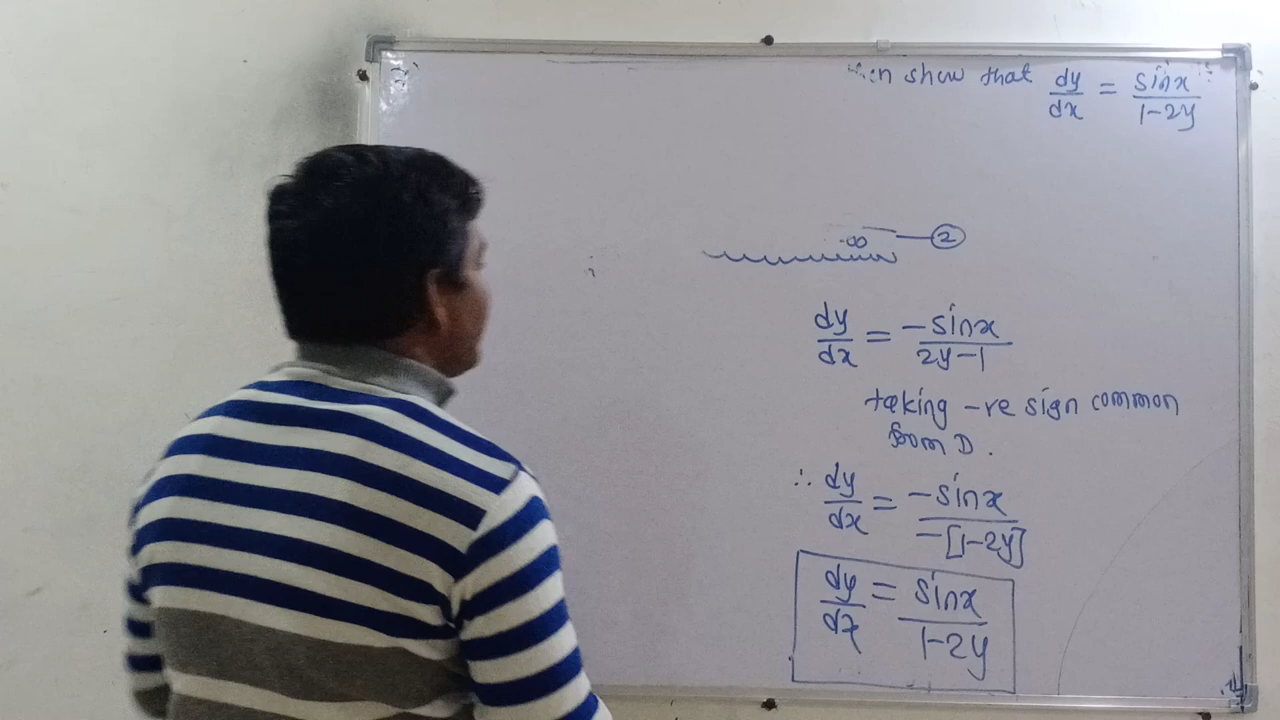 show that dy/dx = sinx/1-2y
∞ — 2
dy/dx = -sinx/2y-1
taking -ve sign common
from D.
∴ dy/dx = -sinx/-[1-2y]
dy/dx = sinx/1-2y